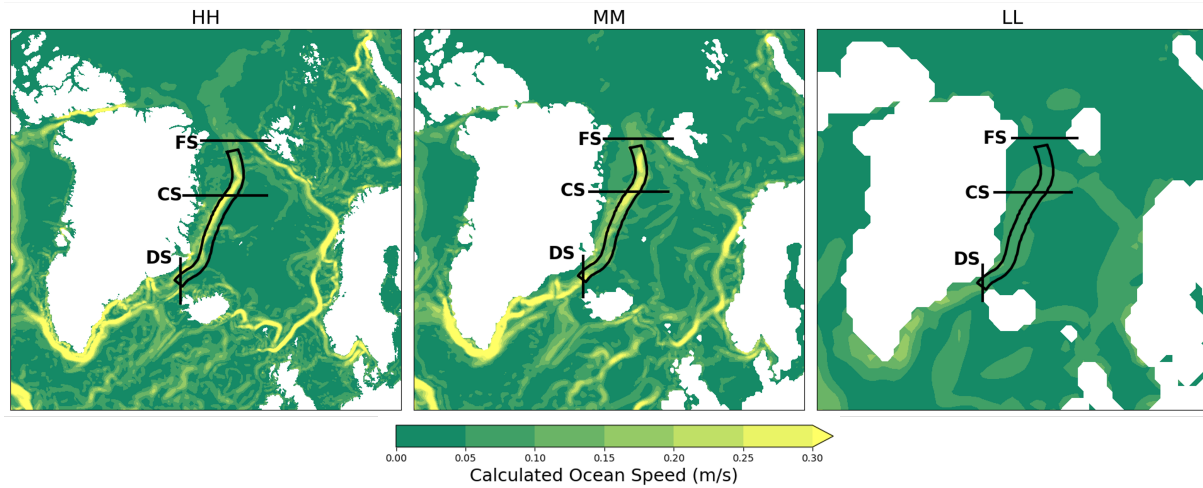 HH MM LL
FS FS FS
CS CS CS
DS DS DS
0.00 0.05 0.10 0.15 0.20 0.25 0.30
Calculated Ocean Speed (m/s)